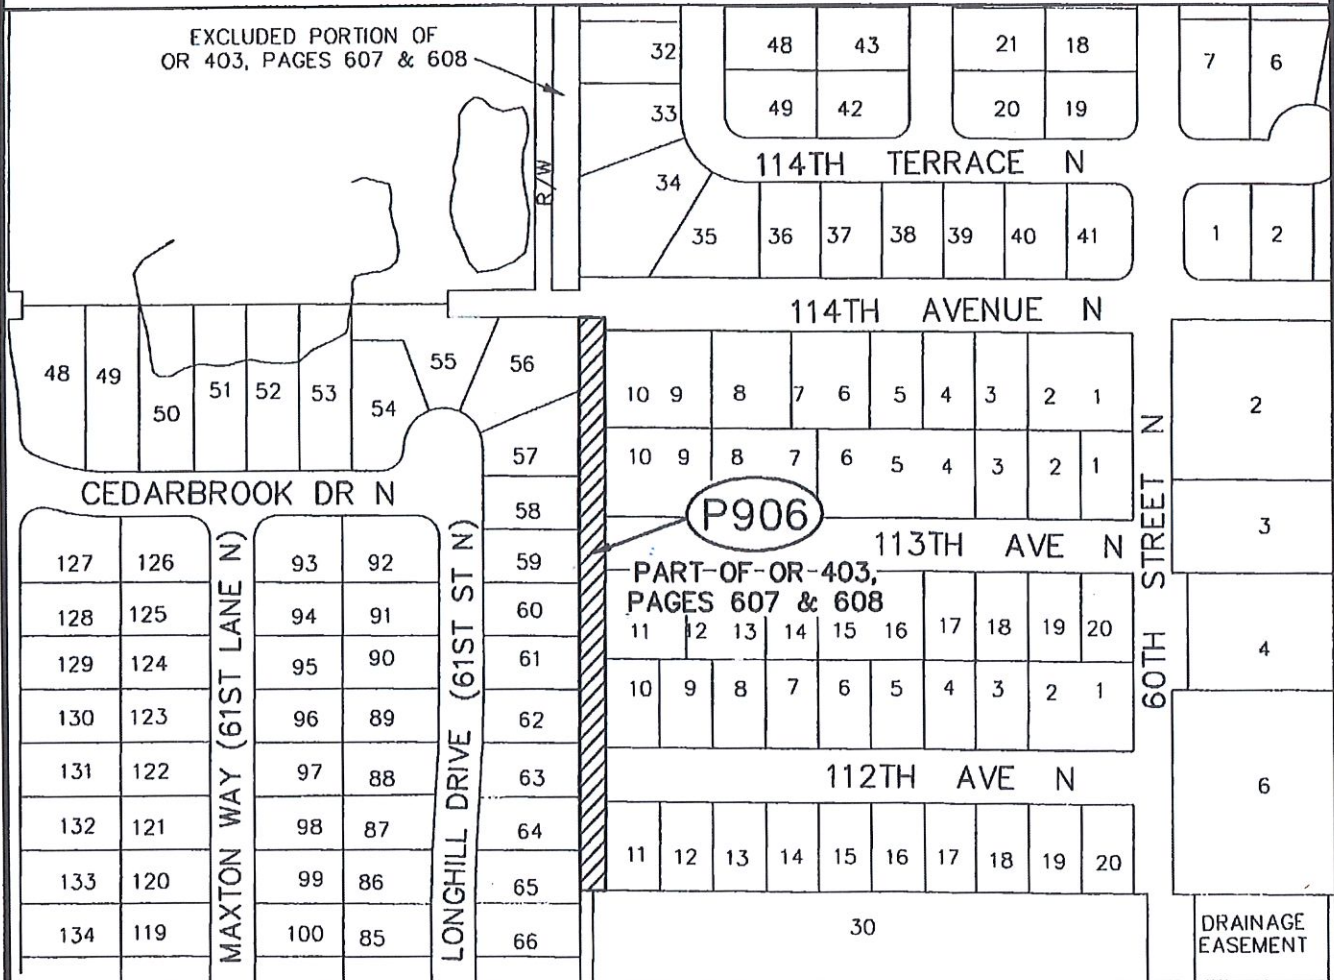 EXCLUDED PORTION OF
OR 403, PAGES 607 & 608
R/W
32
33
34
35
36
37
38
39
40
41
48
43
49
42
21
18
20
19
7
6
114TH TERRACE N
1
2
114TH AVENUE N
48
49
50
51
52
53
54
55
56
57
58
59
60
61
62
63
64
65
66
CEDARBROOK DR N
10 9 8 7 6 5 4 3 2 1
10 9 8 7 6 5 4 3 2 1
P906
113TH AVE N
PART-OF-OR-403,
PAGES 607 & 608
11 12 13 14 15 16 17 18 19 20
10 9 8 7 6 5 4 3 2 1
112TH AVE N
11 12 13 14 15 16 17 18 19 20
30
60TH STREET N
2
3
4
6
DRAINAGE
EASEMENT
127 126
128 125
129 124
130 123
131 122
132 121
133 120
134 119
MAXTON WAY (61ST LANE N)
93 92
94 91
95 90
96 89
97 88
98 87
99 86
100 85
LONGHILL DRIVE (61ST ST N)